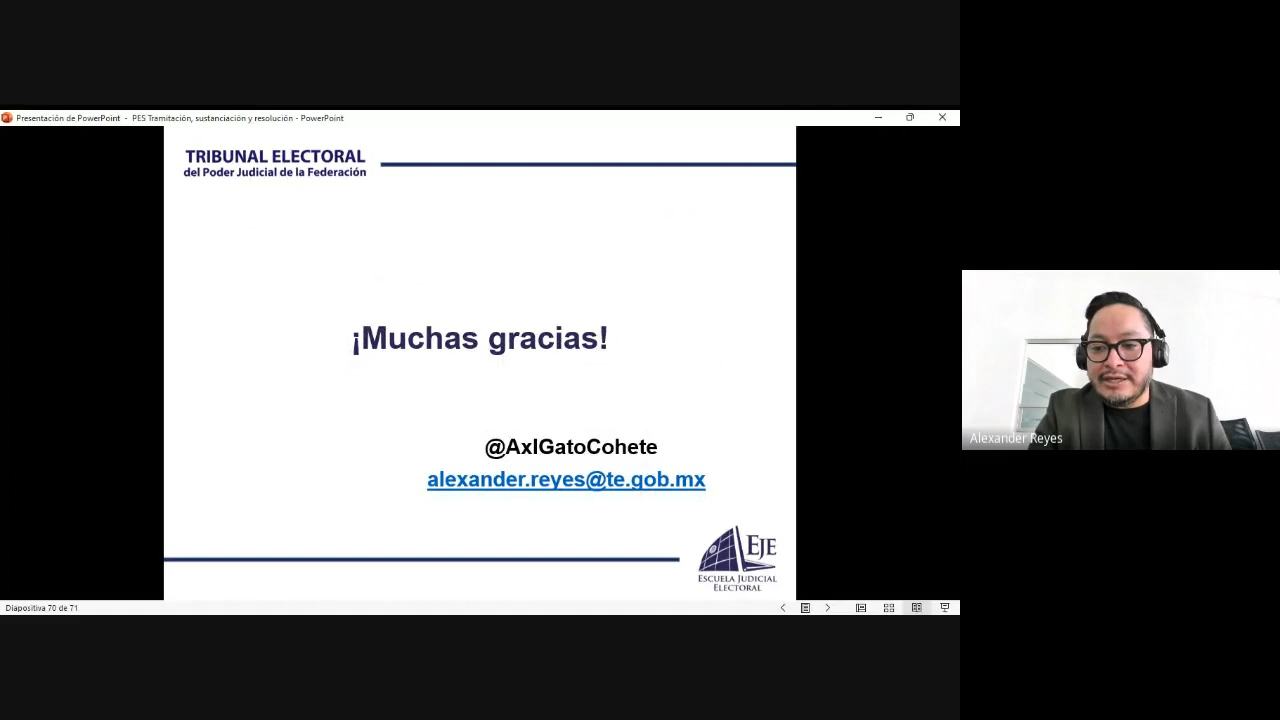 Presentación de PowerPoint - PES Tramitación, sustanciación y resolución - PowerPoint
TRIBUNAL ELECTORAL
del Poder Judicial de la Federación
¡Muchas gracias!
@AxlGatoCohete
alexander.reyes@te.gob.mx
EJE
ESCUELA JUDICIAL
ELECTORAL
Alexander Reyes
Diapositiva 70 de 71